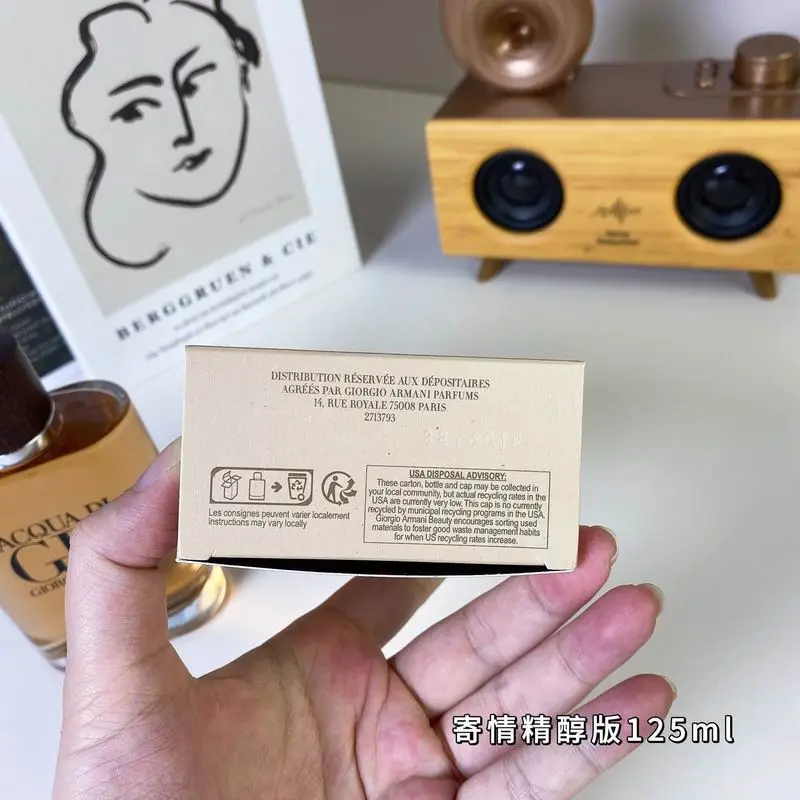 BERGGRUEN & CIE
ACQUA DI
GIO
DISTRIBUTION RÉSERVÉE AUX DÉPOSITAIRES
AGRÉÉS PAR GIORGIO ARMANI PARFUMS
14, RUE ROYALE 75008 PARIS
2713793
Les consignes peuvent varier localement
Instructions may vary locally
USA DISPOSAL ADVISORY:
These carton, bottle and cap may be collected in
your local community, but actual recycling rates in the
USA are currently very low. This cap is no currently
recycled by municipal recycling programs in the USA.
Giorgio Armani Beauty encourages sorting used
materials to foster good waste management habits
for when US recycling rates increase.
寄情精醇版125ml